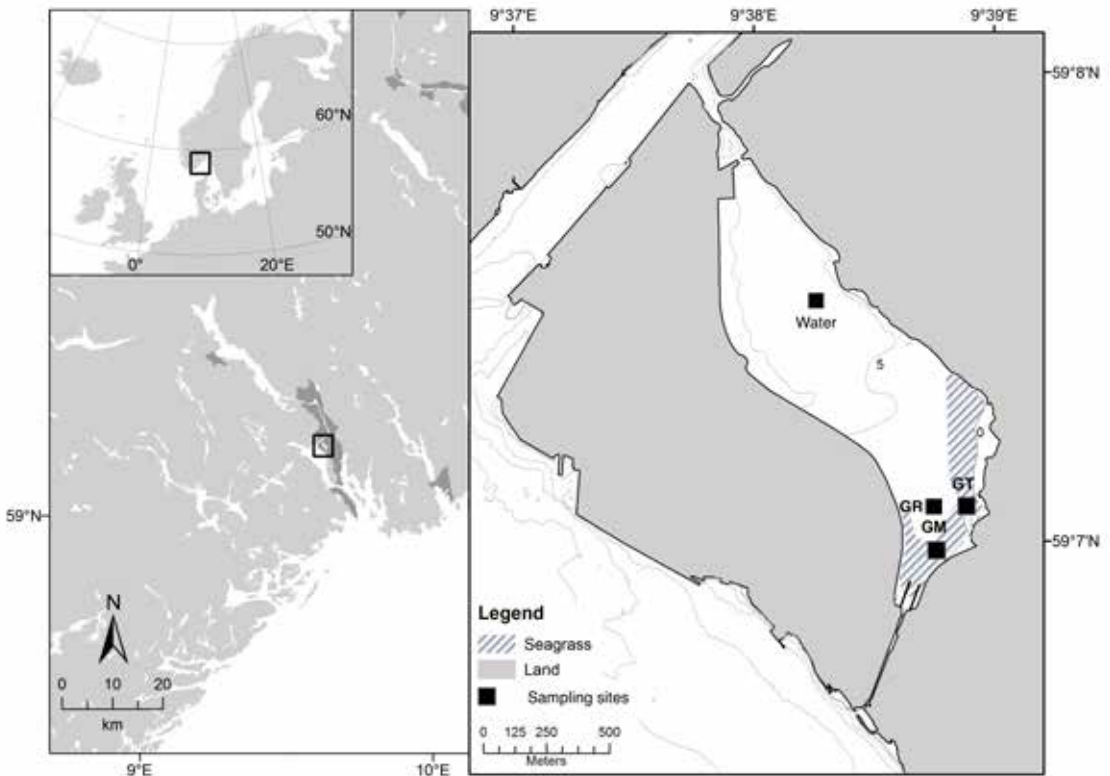 9°37'E 9°38'E 9°39'E
59°8'N
59°7'N
60°N
50°N
0° 20°E
59°N
N
0 10 20
km
9°E 10°E
Water
5
0
GT
GR
GM
Legend
Seagrass
Land
Sampling sites
0 125 250 500
Meters